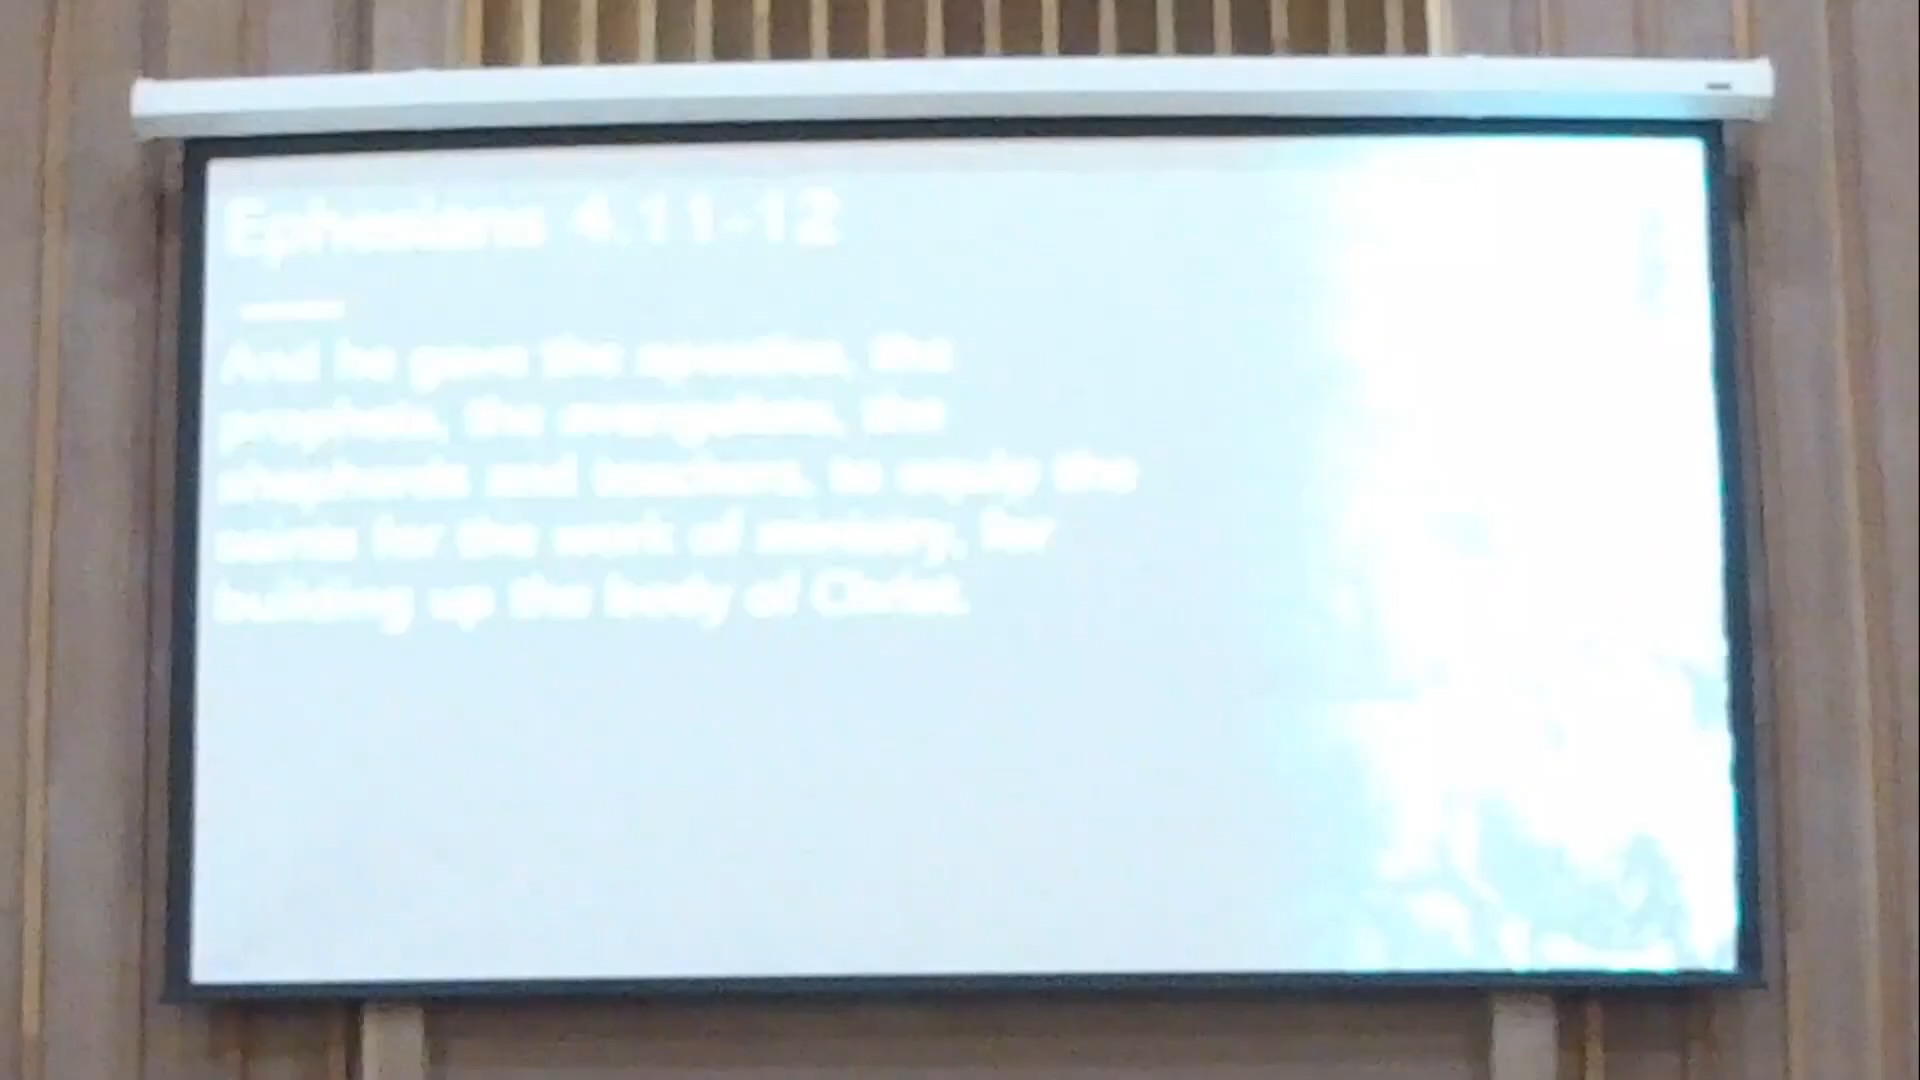 Ephesians 4.11-12
And he gave the apostles, the
prophets, the evangelists, the
shepherds and teachers, to equip the
saints for the work of ministry, for
building up the body of Christ.